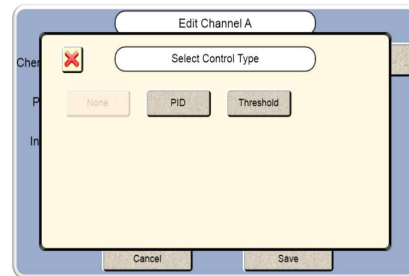 Edit Channel A
Select Control Type
None
PID
Threshold
Cancel
Save